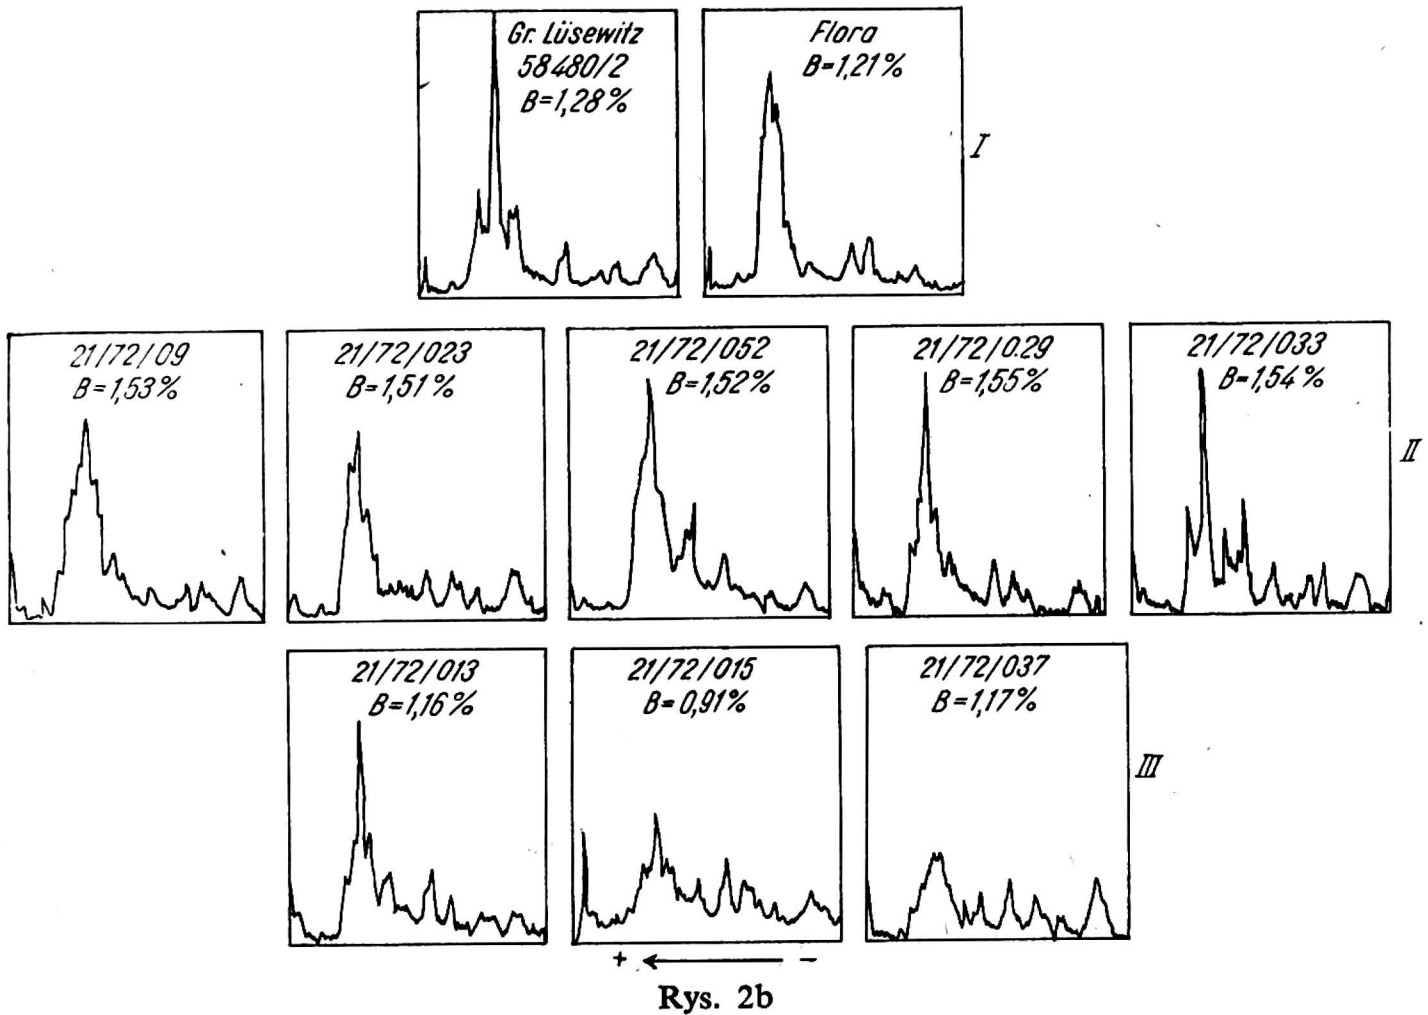 Gr. Lüsewitz
58480/2
B=1,28%
Flora
B=1,21%
I
21/72/09
B=1,53%
21/72/023
B=1,51%
21/72/052
B=1,52%
21/72/0.29
B=1,55%
21/72/033
B=1,54%
II
21/72/013
B=1,16%
21/72/015
B=0,91%
21/72/037
B=1,17%
III
+ ← −
Rys. 2b